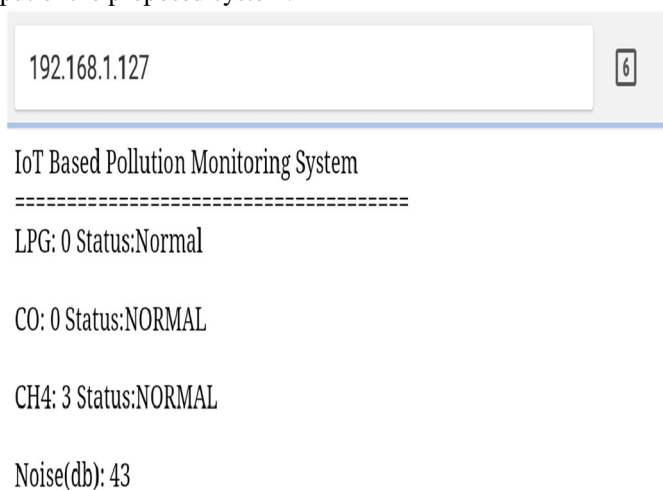 192.168.1.127
6
IoT Based Pollution Monitoring System
======================================
LPG: 0 Status:Normal
CO: 0 Status:NORMAL
CH4: 3 Status:NORMAL
Noise(db): 43